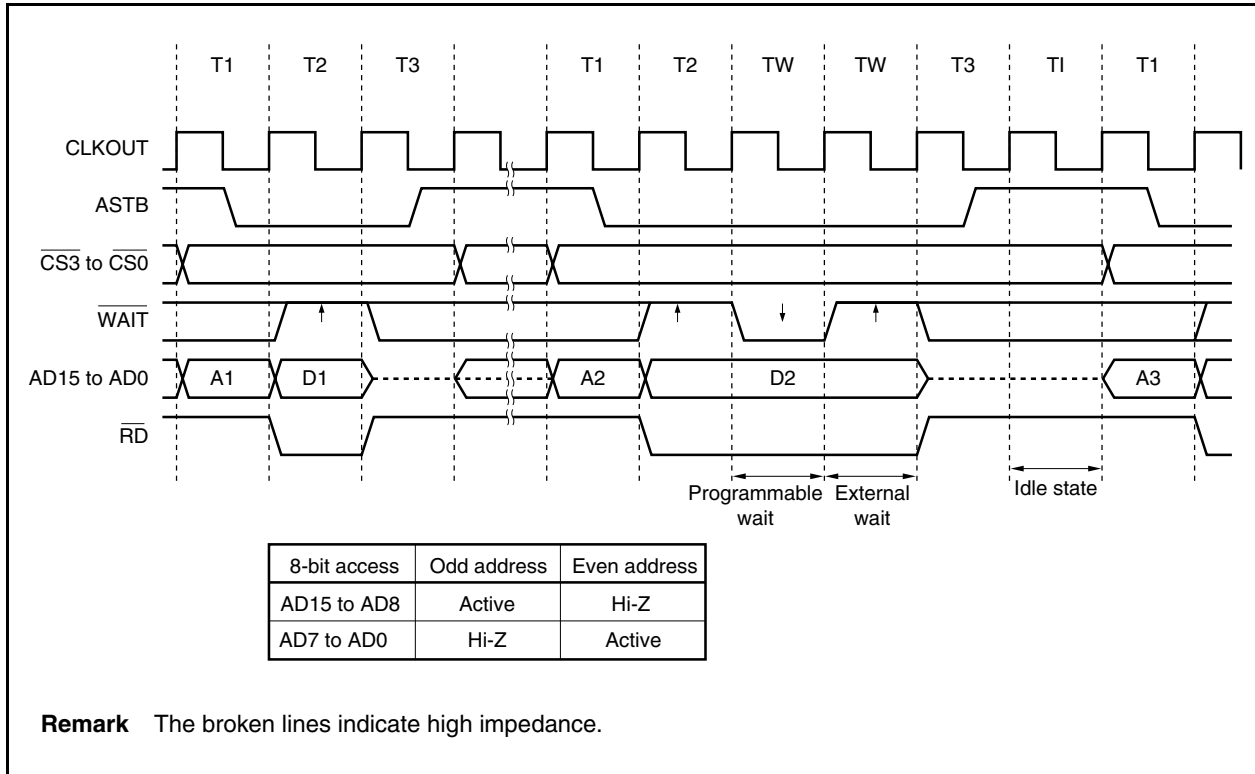 T1 T2 T3 T1 T2 TW TW T3 TI T1
CLKOUT
ASTB
CS3 to CS0
WAIT
AD15 to AD0 A1 D1 A2 D2 A3
RD
Programmable wait
External wait
Idle state
8-bit access Odd address Even address
AD15 to AD8 Active Hi-Z
AD7 to AD0 Hi-Z Active
Remark The broken lines indicate high impedance.